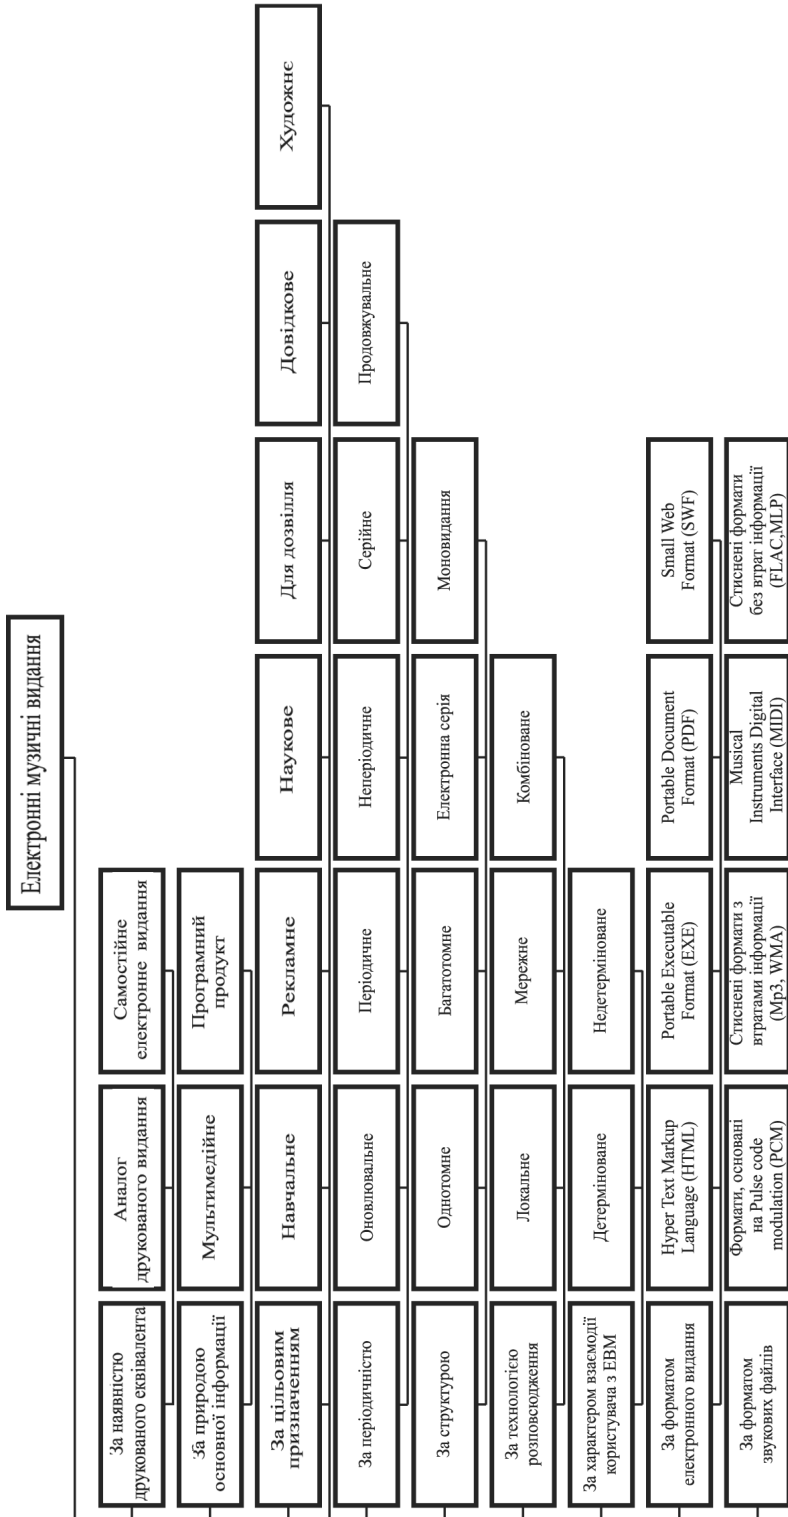 Електронні музичні видання
За наявністю
друкованого еквівалента
Аналог
друкованого видання
Самостійне
електронне видання
За природою
основної інформації
Мультимедійне
Програмний
продукт
За цільовим
призначенням
Навчальне
Рекламне
Наукове
Для дозвілля
Довідкове
Художнє
За періодичністю
Оновлювальне
Періодичне
Неперіодичне
Серійне
Продовжувальне
За структурою
Однотомне
Багатотомне
Електронна серія
Моновидання
За технологією
розповсюдження
Локальне
Мережне
Комбіноване
За характером взаємодії
користувача з ЕВМ
Детерміноване
Недетерміноване
За форматом
електронного видання
Hyper Text Markup
Language (HTML)
Portable Executable
Format (EXE)
Portable Document
Format (PDF)
Small Web
Format (SWF)
За форматом
звукових файлів
Формати, основані
на Pulse code
modulation (PCM)
Стиснені формати з
втратами інформації
(Mp3, WMA)
Musical
Instruments Digital
Interface (MIDI)
Стиснені формати
без втрат інформації
(FLAC,MLP)